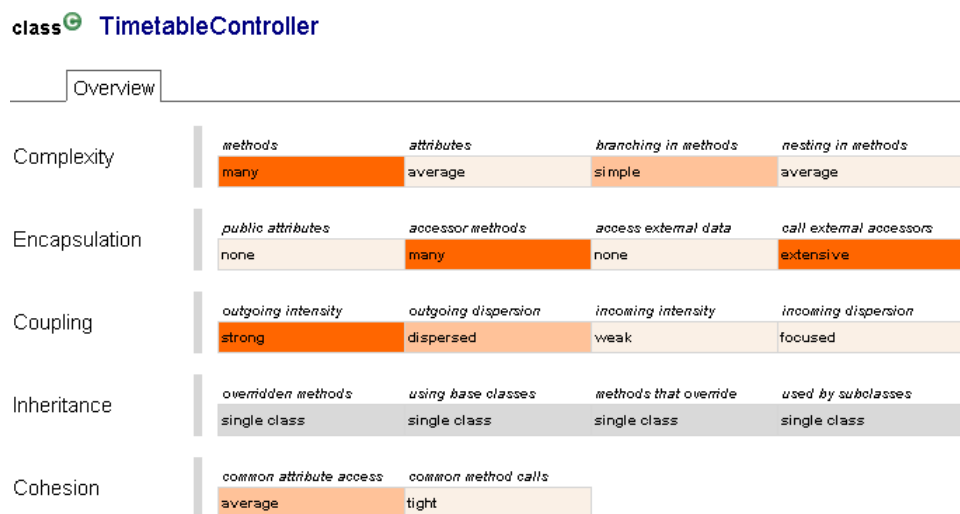 class C TimetableController
Overview
Complexity
methods attributes branching in methods nesting in methods
many average simple average
Encapsulation
public attributes accessor methods access external data call external accessors
none many none extensive
Coupling
outgoing intensity outgoing dispersion incoming intensity incoming dispersion
strong dispersed weak focused
Inheritance
overridden methods using base classes methods that override used by subclasses
single class single class single class single class
Cohesion
common attribute access common method calls
average tight